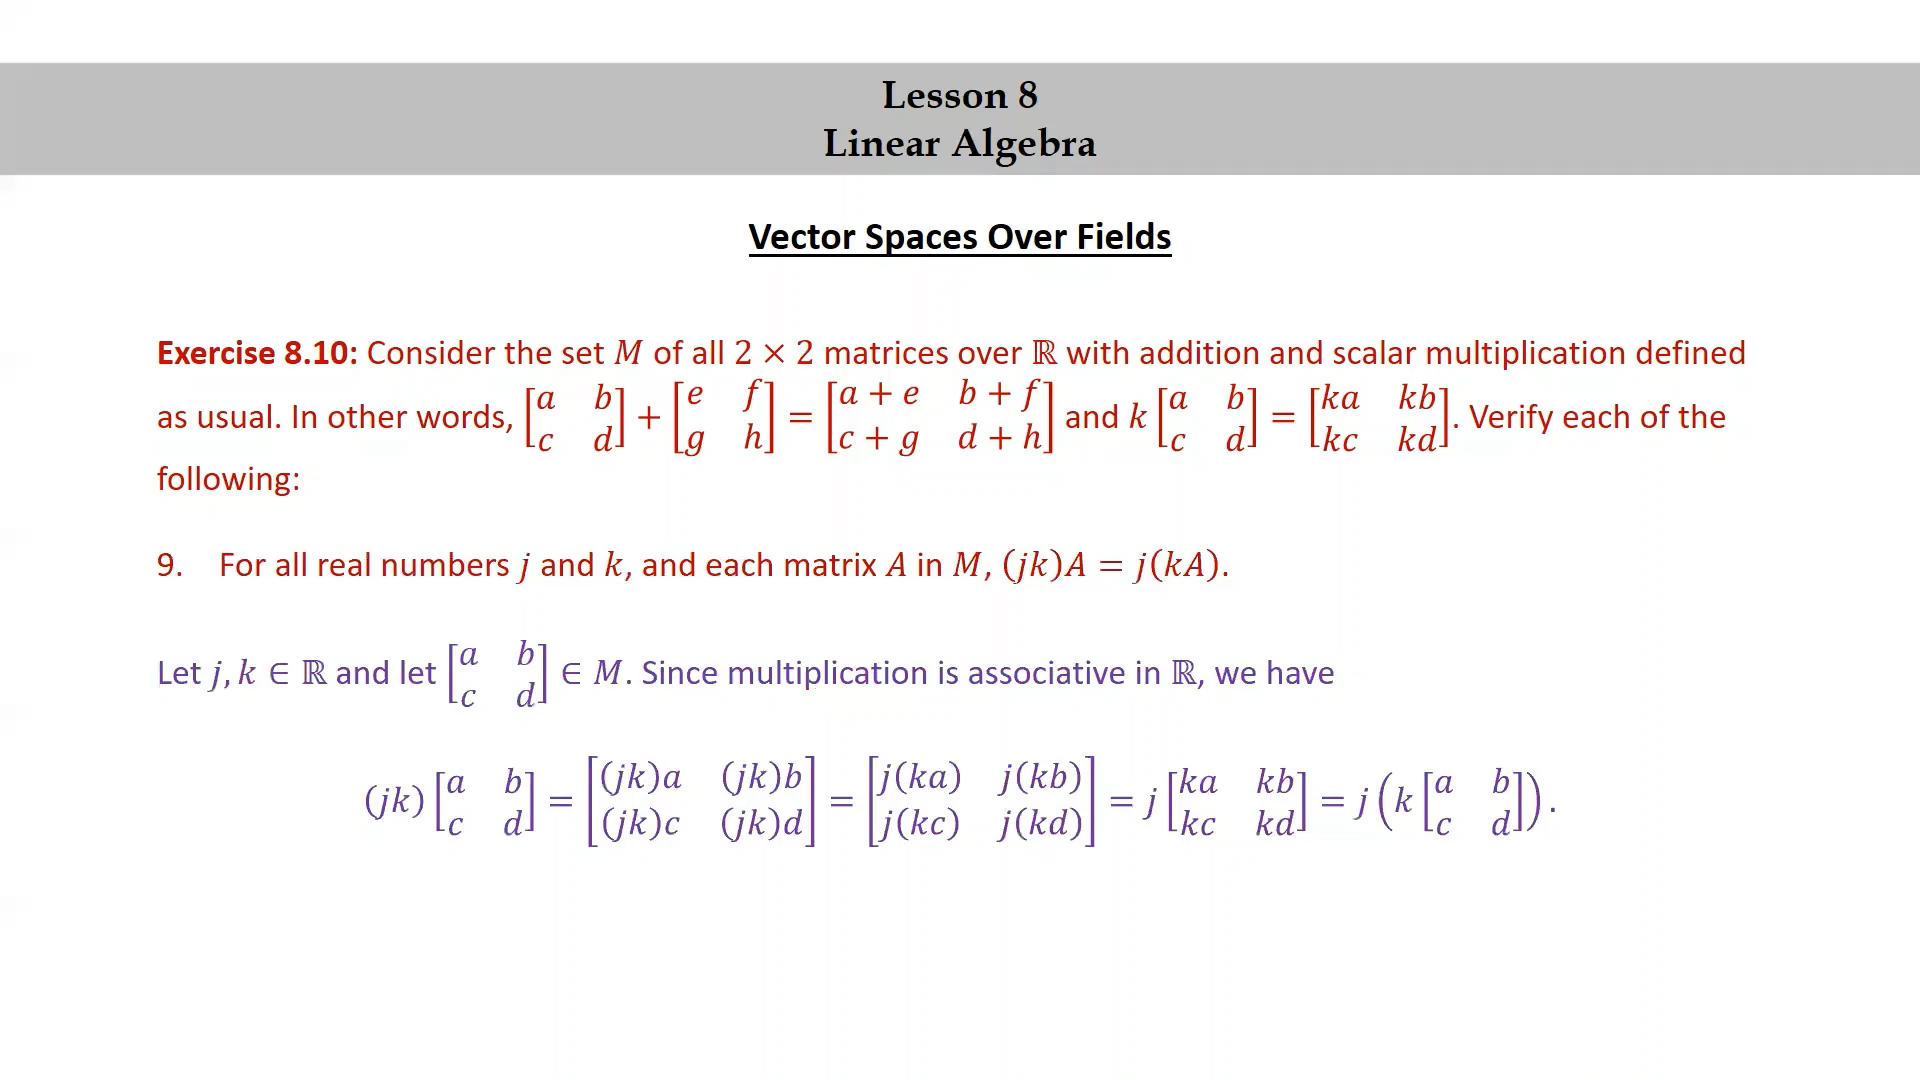 Lesson 8
Linear Algebra
Vector Spaces Over Fields
Exercise 8.10: Consider the set M of all 2 × 2 matrices over ℝ with addition and scalar multiplication defined
as usual. In other words, [a b; c d] + [e f; g h] = [a + e b + f; c + g d + h] and k [a b; c d] = [ka kb; kc kd]. Verify each of the
following:
9. For all real numbers j and k, and each matrix A in M, (jk)A = j(kA).
Let j, k ∈ ℝ and let [a b; c d] ∈ M. Since multiplication is associative in ℝ, we have
(jk) [a b; c d] = [(jk)a (jk)b; (jk)c (jk)d] = [j(ka) j(kb); j(kc) j(kd)] = j [ka kb; kc kd] = j (k [a b; c d]).